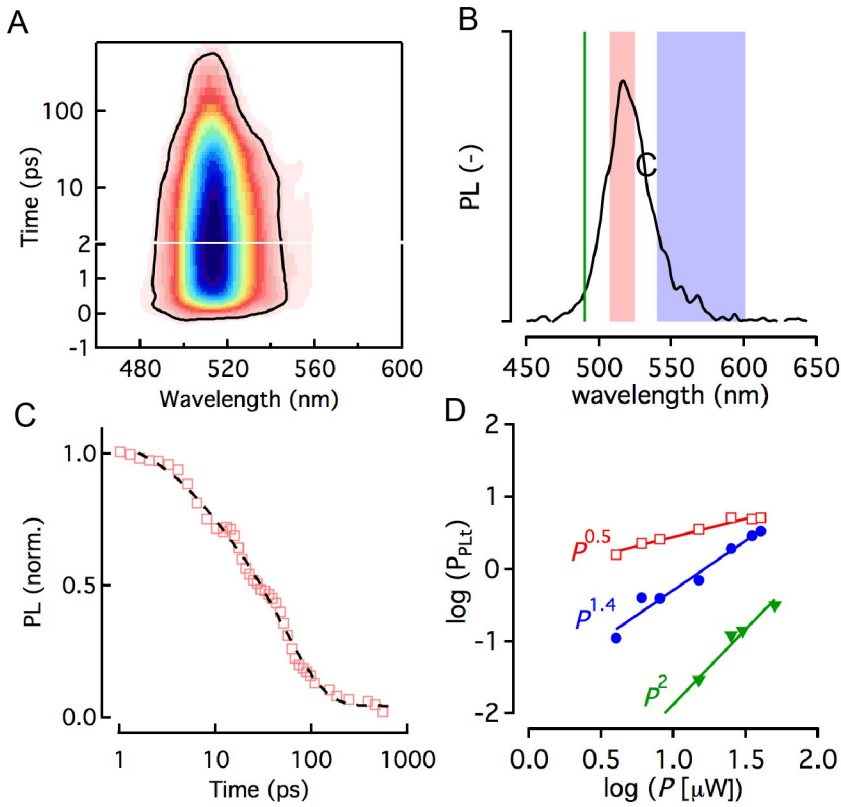 A
100
10
2
1
0
-1
Time (ps)
480 520 560 600
Wavelength (nm)
B
PL (-)
C
450 500 550 600 650
wavelength (nm)
C
1.0
0.5
0.0
PL (norm.)
1 10 100 1000
Time (ps)
D
2
1
0
-1
-2
log (P_PLt)
P^0.5
P^1.4
P^2
0.0 0.5 1.0 1.5 2.0
log (P [μW])